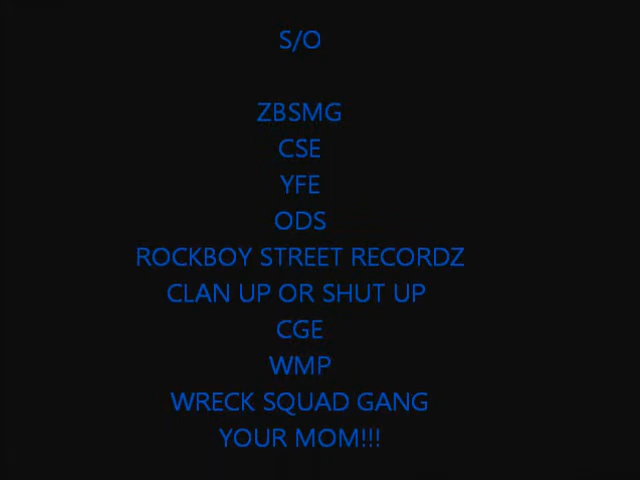 S/O
ZBSMG
CSE
YFE
ODS
ROCKBOY STREET RECORDZ
CLAN UP OR SHUT UP
CGE
WMP
WRECK SQUAD GANG
YOUR MOM!!!